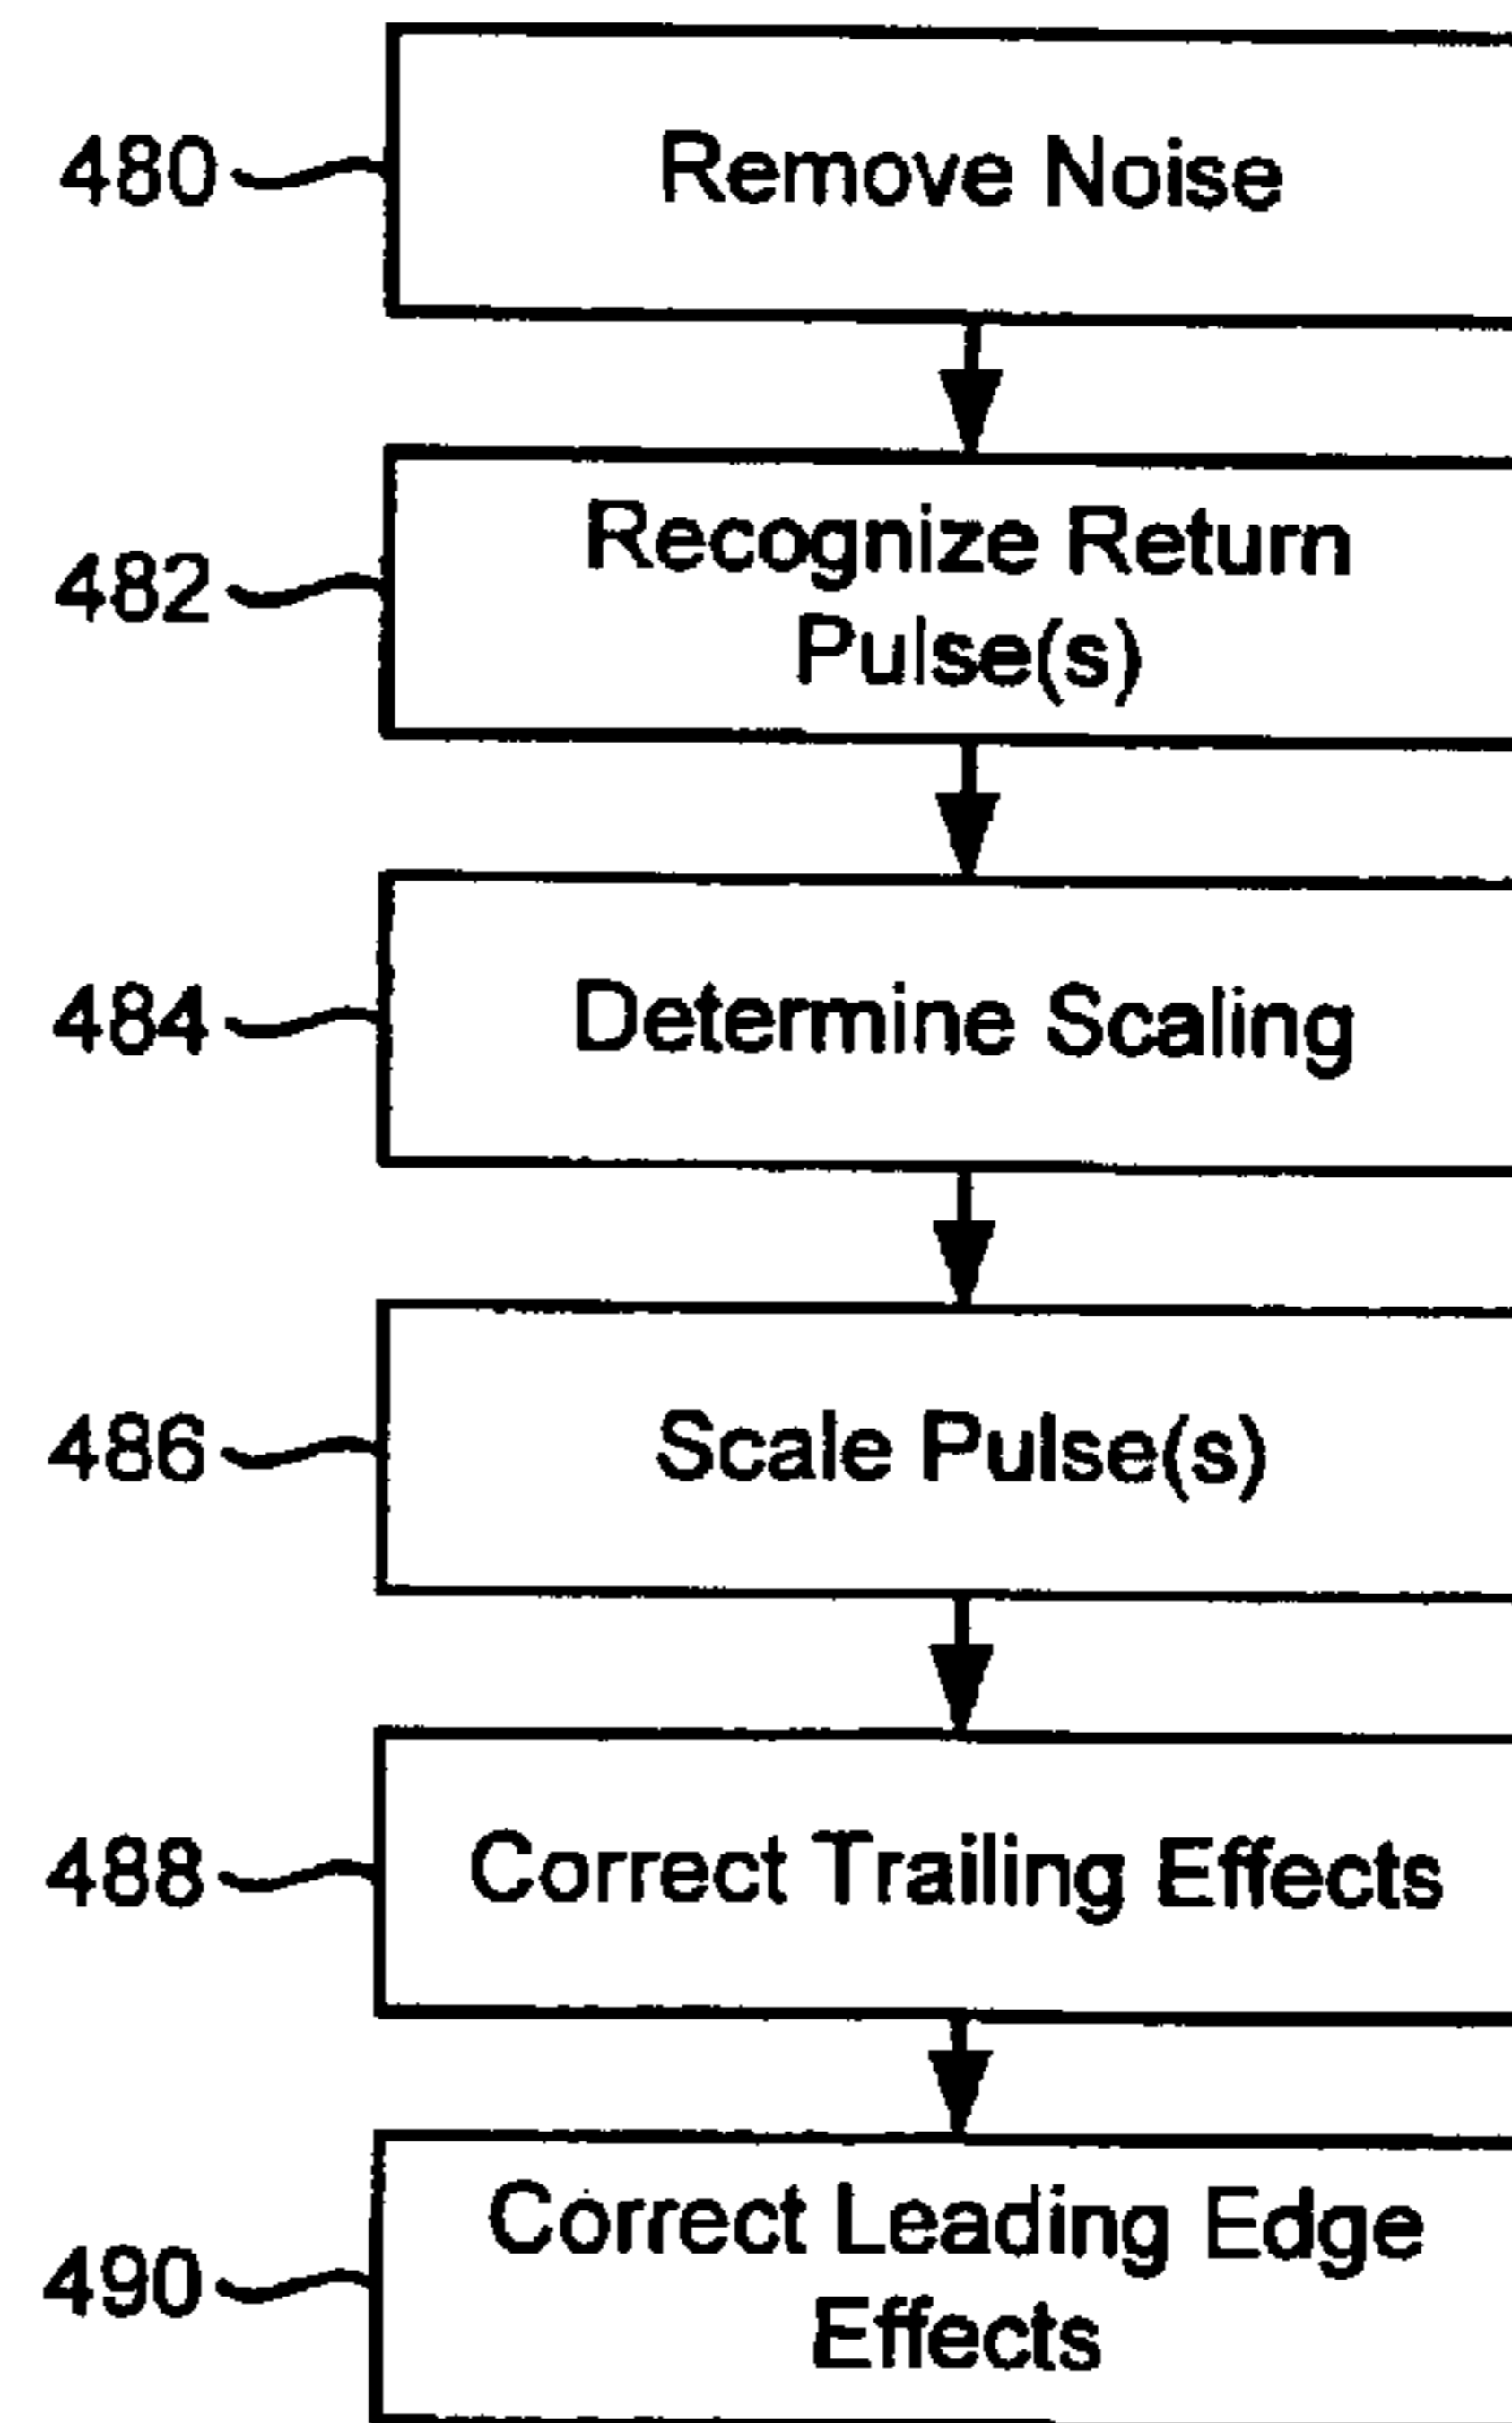 480 Remove Noise
482 Recognize Return
Pulse(s)
484 Determine Scaling
486 Scale Pulse(s)
488 Correct Trailing Effects
490 Correct Leading Edge
Effects